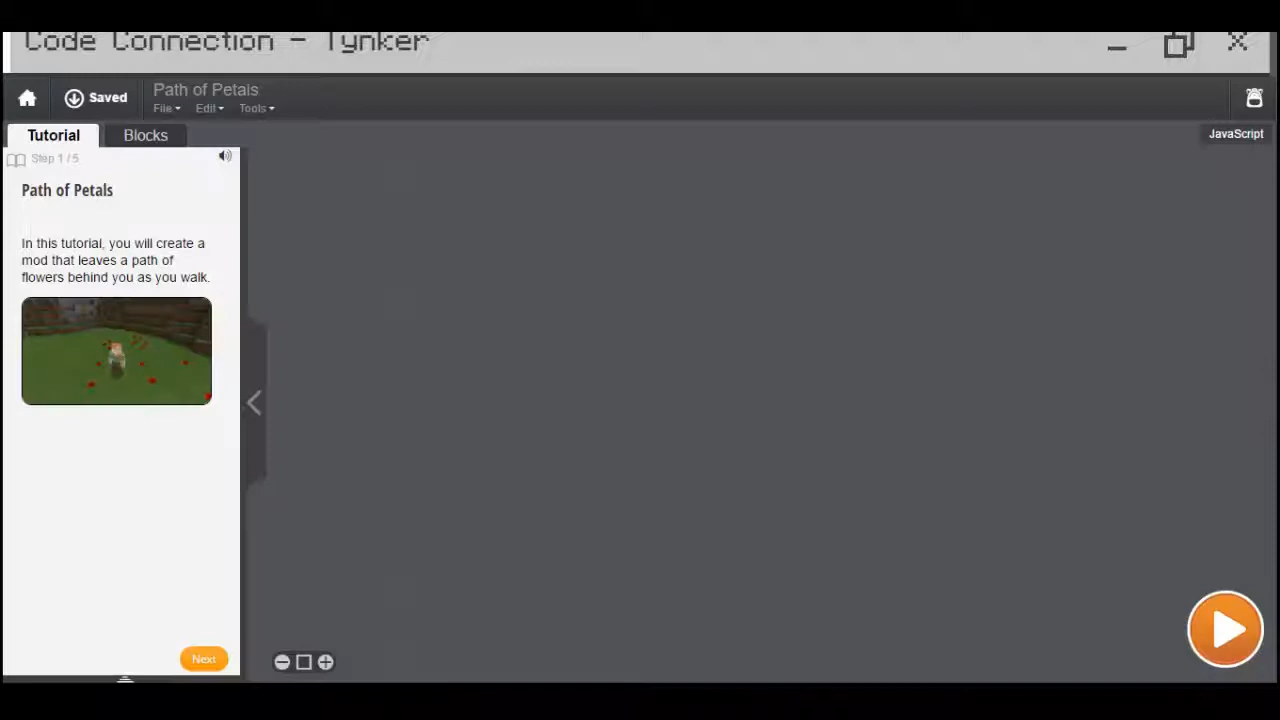 Code Connection - Tynker
Saved
Path of Petals
File Edit Tools
Tutorial Blocks
JavaScript
Step 1 / 5
Path of Petals
In this tutorial, you will create a
mod that leaves a path of
flowers behind you as you walk.
Next